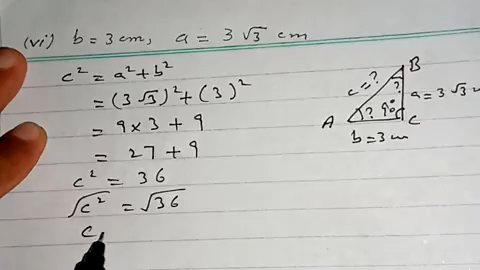 (vi) b = 3 cm, a = 3 √3 cm
c² = a² + b²
= (3 √3)² + (3)²
= 9 × 3 + 9
= 27 + 9
c² = 36
√c² = √36
c
B
c = ?
?
a = 3 √3
A
? 90°
C
b = 3 m